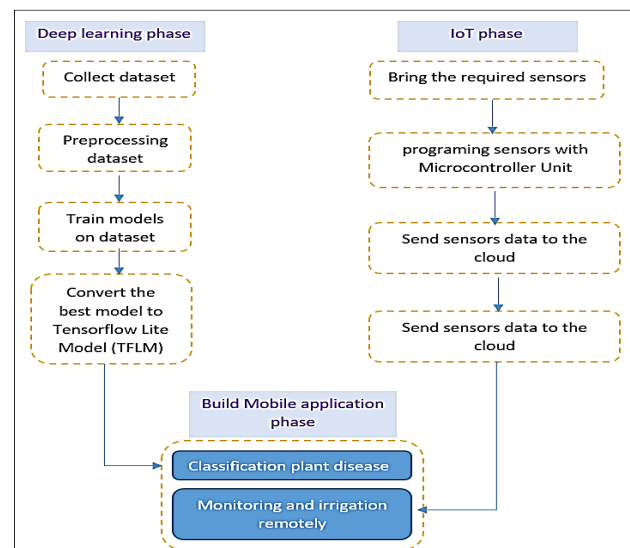 Deep learning phase
Collect dataset
Preprocessing
dataset
Train models
on dataset
Convert the
best model to
Tensorflow Lite
Model (TFLM)
IoT phase
Bring the required sensors
programing sensors with
Microcontroller Unit
Send sensors data to the
cloud
Send sensors data to the
cloud
Build Mobile application
phase
Classification plant disease
Monitoring and irrigation
remotely